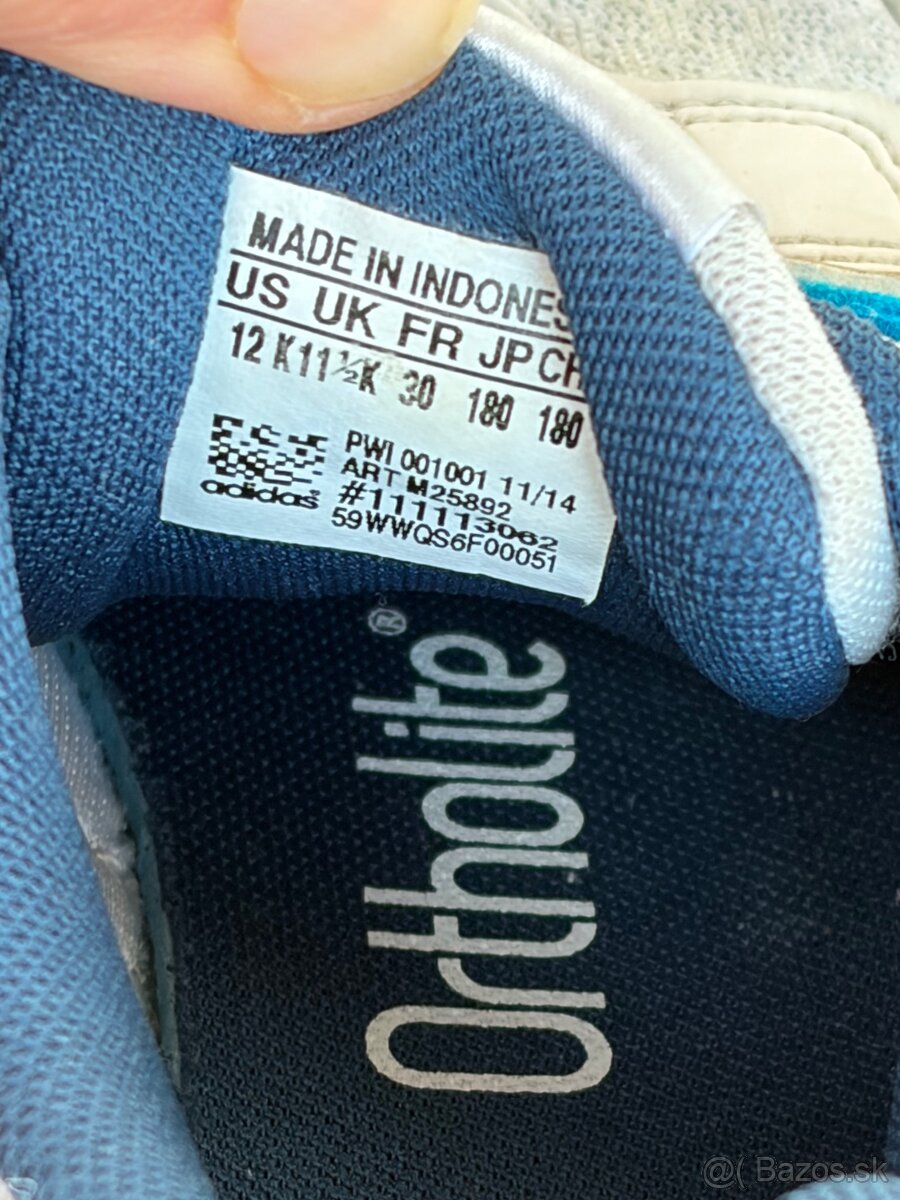 MADE IN INDONES
US UK FR JP CH
12 K 11½K 30 180 180
PWI 001001 11/14
ART M25892
#111113062
59WWQS6F00051
adidas
Ortholite®
@( Bazos.sk